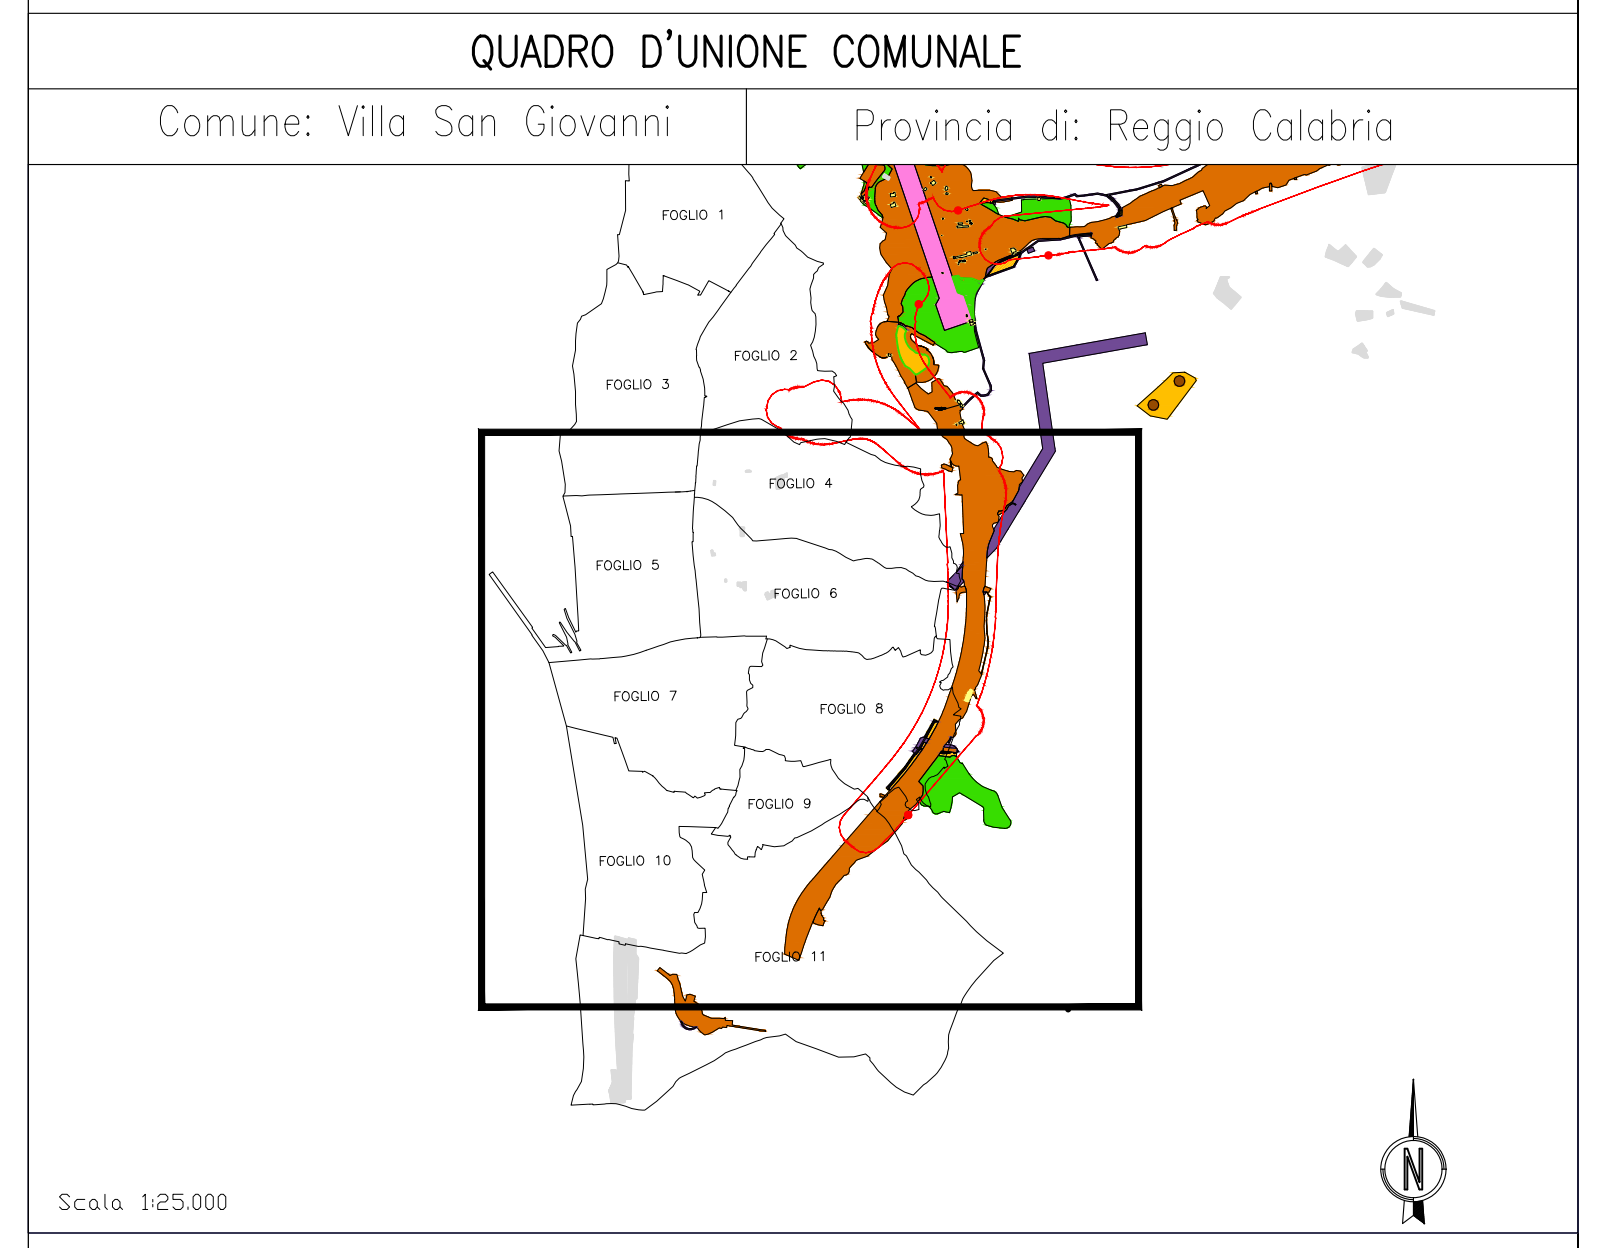 QUADRO D'UNIONE COMUNALE
Comune: Villa San Giovanni
Provincia di: Reggio Calabria
FOGLIO 1
FOGLIO 2
FOGLIO 3
FOGLIO 4
FOGLIO 5
FOGLIO 6
FOGLIO 7
FOGLIO 8
FOGLIO 9
FOGLIO 10
FOGLIO 11
N
Scala 1:25.000